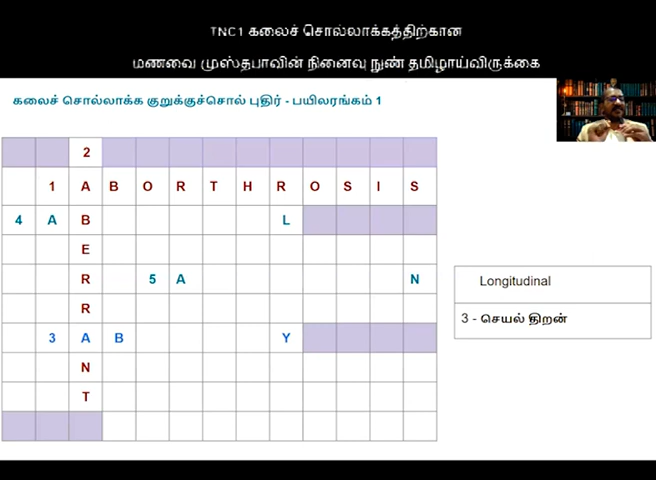 TNC1 கலைச் சொல்லாக்கத்திற்கான
மணவை முஸ்தபாவின் நினைவு நுண் தமிழாய்விருக்கை
கலைச் சொல்லாக்க குறுக்குச்சொல் புதிர் - பயிலரங்கம் 1
2
1 A B O R T H R O S I S
4 A B L
E
R 5 A N
R
3 A B Y
N
T
Longitudinal
3 - செயல் திறன்